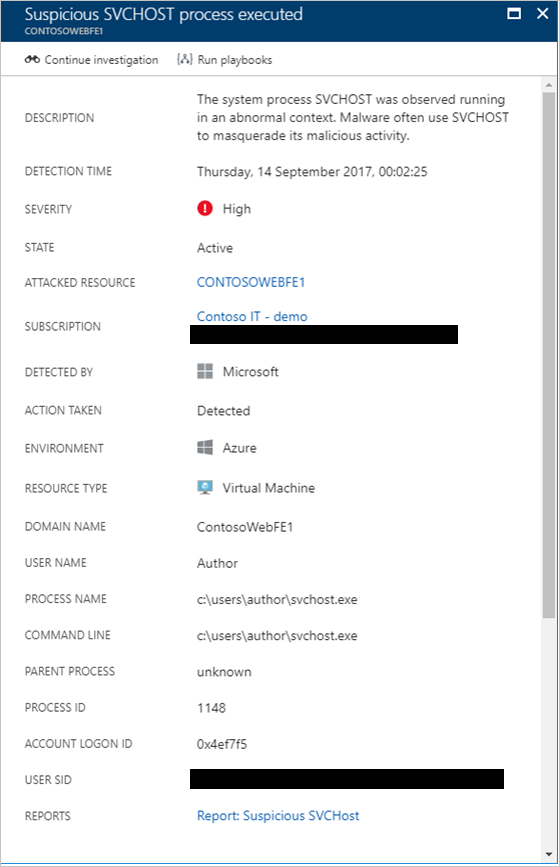 Suspicious SVCHOST process executed
CONTOSOWEBFE1
Continue investigation Run playbooks
DESCRIPTION
The system process SVCHOST was observed running
in an abnormal context. Malware often use SVCHOST
to masquerade its malicious activity.
DETECTION TIME Thursday, 14 September 2017, 00:02:25
SEVERITY High
STATE Active
ATTACKED RESOURCE CONTOSOWEBFE1
SUBSCRIPTION Contoso IT - demo
DETECTED BY Microsoft
ACTION TAKEN Detected
ENVIRONMENT Azure
RESOURCE TYPE Virtual Machine
DOMAIN NAME ContosoWebFE1
USER NAME Author
PROCESS NAME c:\users\author\svchost.exe
COMMAND LINE c:\users\author\svchost.exe
PARENT PROCESS unknown
PROCESS ID 1148
ACCOUNT LOGON ID 0x4ef7f5
USER SID
REPORTS Report: Suspicious SVCHost